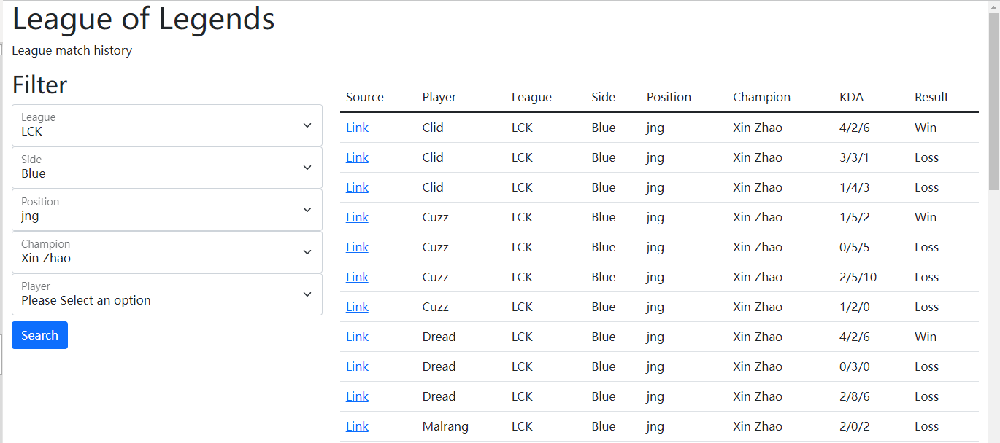 League of Legends
League match history
Filter
League
LCK
Side
Blue
Position
jng
Champion
Xin Zhao
Player
Please Select an option
Search
Source Player League Side Position Champion KDA Result
Link Clid LCK Blue jng Xin Zhao 4/2/6 Win
Link Clid LCK Blue jng Xin Zhao 3/3/1 Loss
Link Clid LCK Blue jng Xin Zhao 1/4/3 Loss
Link Cuzz LCK Blue jng Xin Zhao 1/5/2 Win
Link Cuzz LCK Blue jng Xin Zhao 0/5/5 Loss
Link Cuzz LCK Blue jng Xin Zhao 2/5/10 Loss
Link Cuzz LCK Blue jng Xin Zhao 1/2/0 Loss
Link Dread LCK Blue jng Xin Zhao 4/2/6 Win
Link Dread LCK Blue jng Xin Zhao 0/3/0 Loss
Link Dread LCK Blue jng Xin Zhao 2/8/6 Loss
Link Malrang LCK Blue jng Xin Zhao 2/0/2 Loss